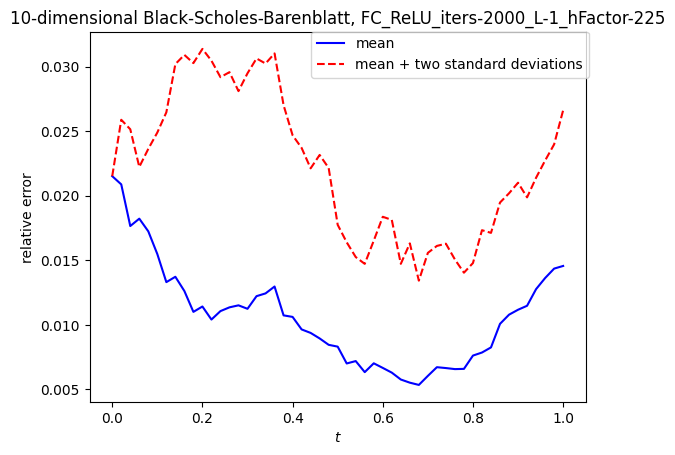 10-dimensional Black-Scholes-Barenblatt, FC_ReLU_iters-2000_L-1_hFactor-225
mean
mean + two standard deviations
relative error
0.030
0.025
0.020
0.015
0.010
0.005
0.0 0.2 0.4 0.6 0.8 1.0
t